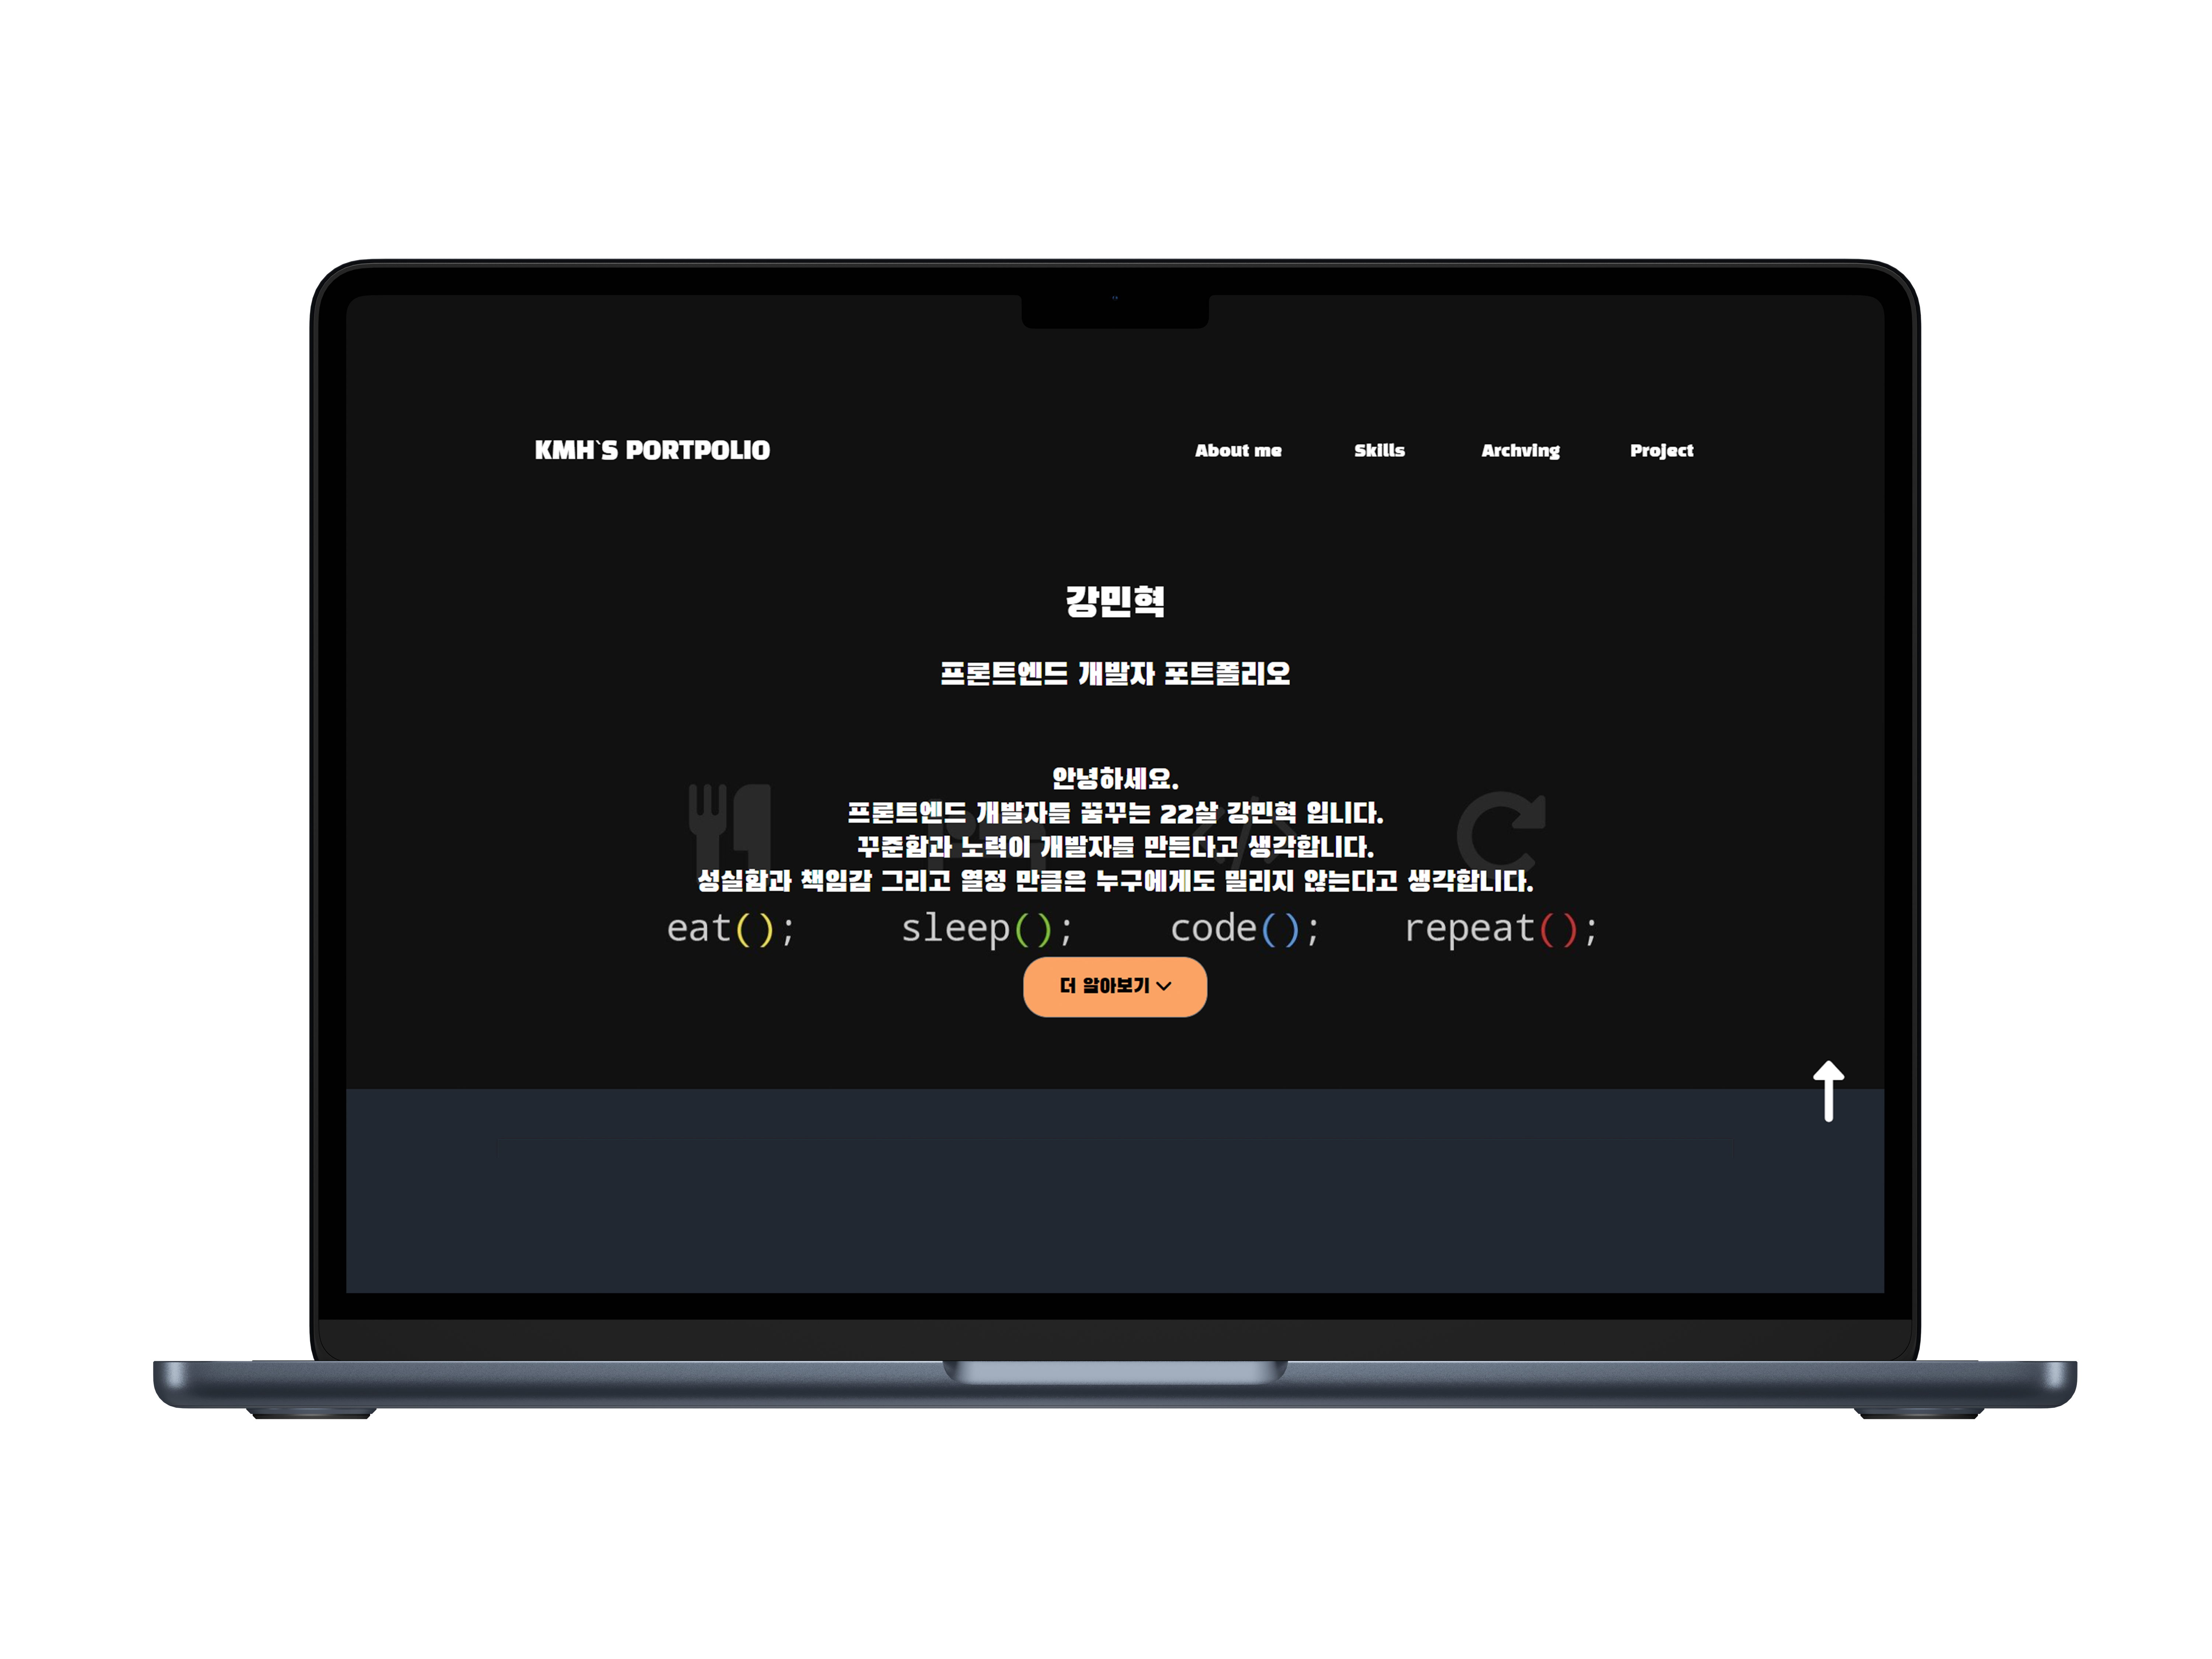 KMH`S PORTPOLIO About me Skills Archving Project
강민혁
프론트엔드 개발자 포트폴리오
안녕하세요.
프론트엔드 개발자를 꿈꾸는 22살 강민혁 입니다.
꾸준함과 노력이 개발자를 만든다고 생각합니다.
성실함과 책임감 그리고 열정 만큼은 누구에게도 밀리지 않는다고 생각합니다.
eat(); sleep(); code(); repeat();
더 알아보기